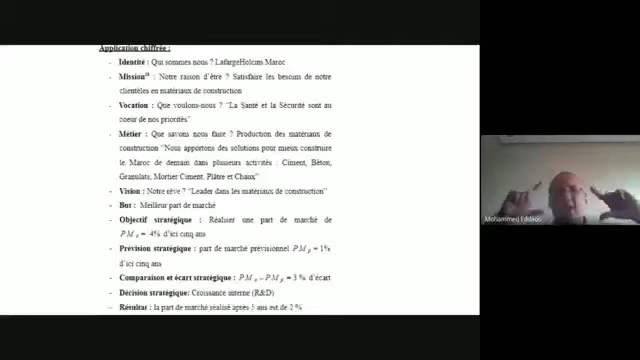 Application chiffrée :
- Identité : Qui sommes nous ? LafargeHolcim Maroc
- Mission : Notre raison d'être ? Satisfaire les besoins de notre
clientèles en matériaux de construction
- Vocation : Que voulons-nous ? "La Santé et la Sécurité sont au
coeur de nos priorités"
- Métier : Que savons nous faire ? Production des matériaux de
construction "Nous apportons des solutions pour mieux construire
le Maroc de demain dans plusieurs activités : Ciment, Béton,
Granulats, Mortier Ciment, Plâtre et Chaux"
- Vision : Notre rêve ? "Leader dans les matériaux de construction"
- But : Meilleur part de marché
- Objectif stratégique : Réaliser une part de marché de
PMo = 4% d'ici cinq ans
- Prévision stratégique : part de marché prévisionnel PMp = 1%
d'ici cinq ans
- Comparaison et écart stratégique : PMo – PMp = 3 % d'écart
- Décision stratégique: Croissance interne (R&D)
- Résultat : la part de marché réalisé après 5 ans est de 2 %
Mohammed Eddaou